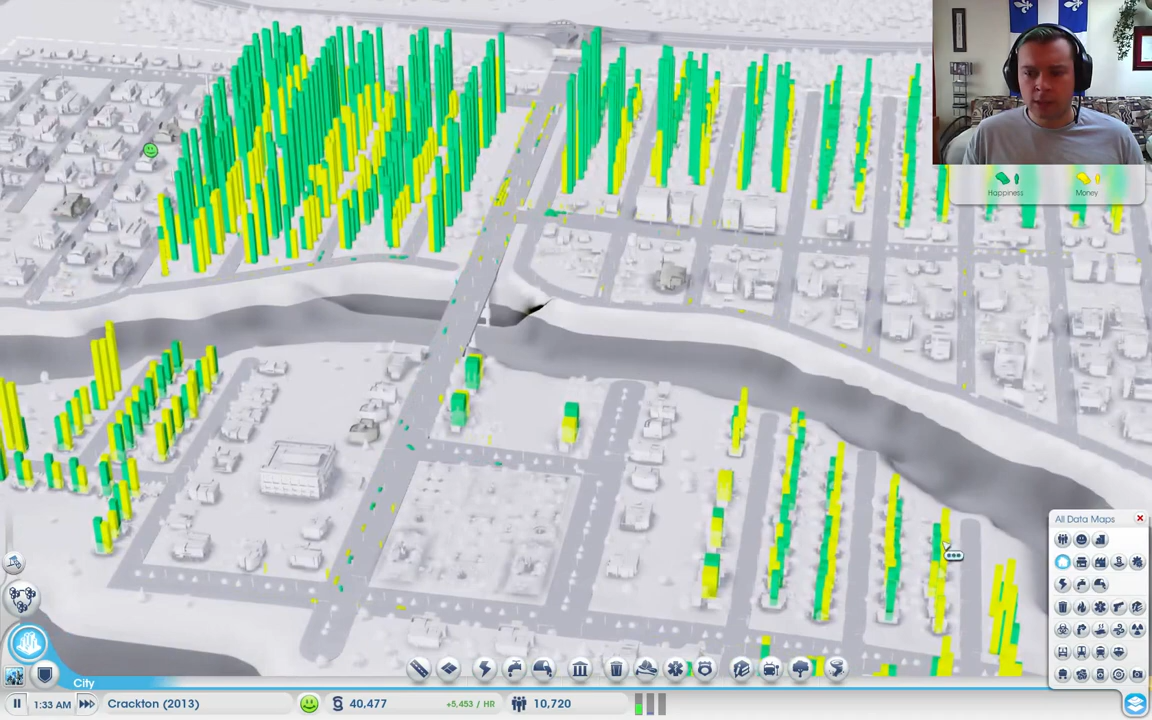 Happiness
Money
All Data Maps
City
1:33 AM
Crackton (2013)
40,477
+5,453 / HR
10,720